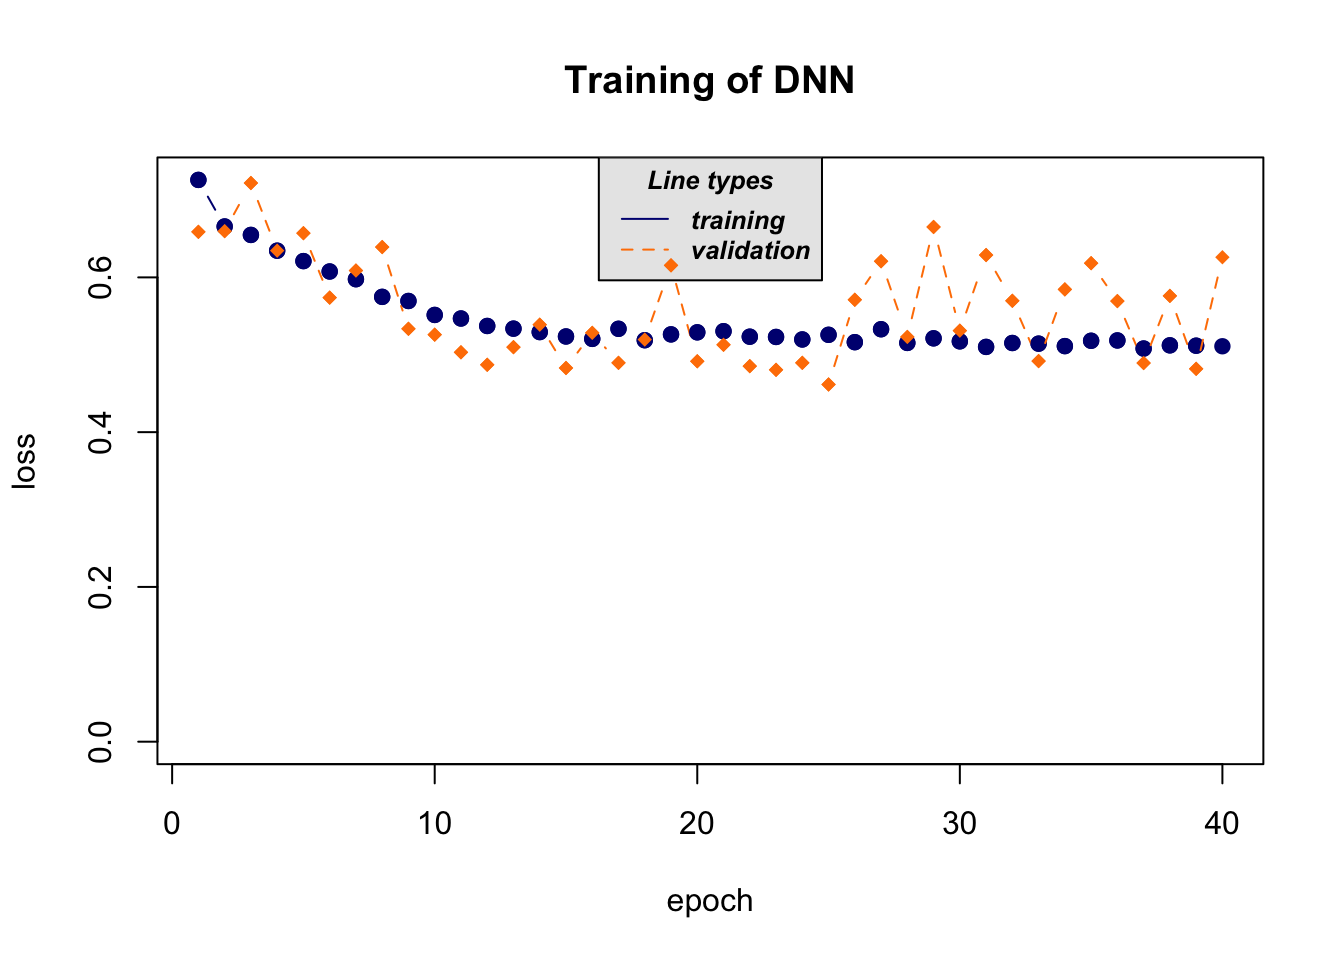 Training of DNN
Line types
training
validation
loss
0.6
0.4
0.2
0.0
0 10 20 30 40
epoch